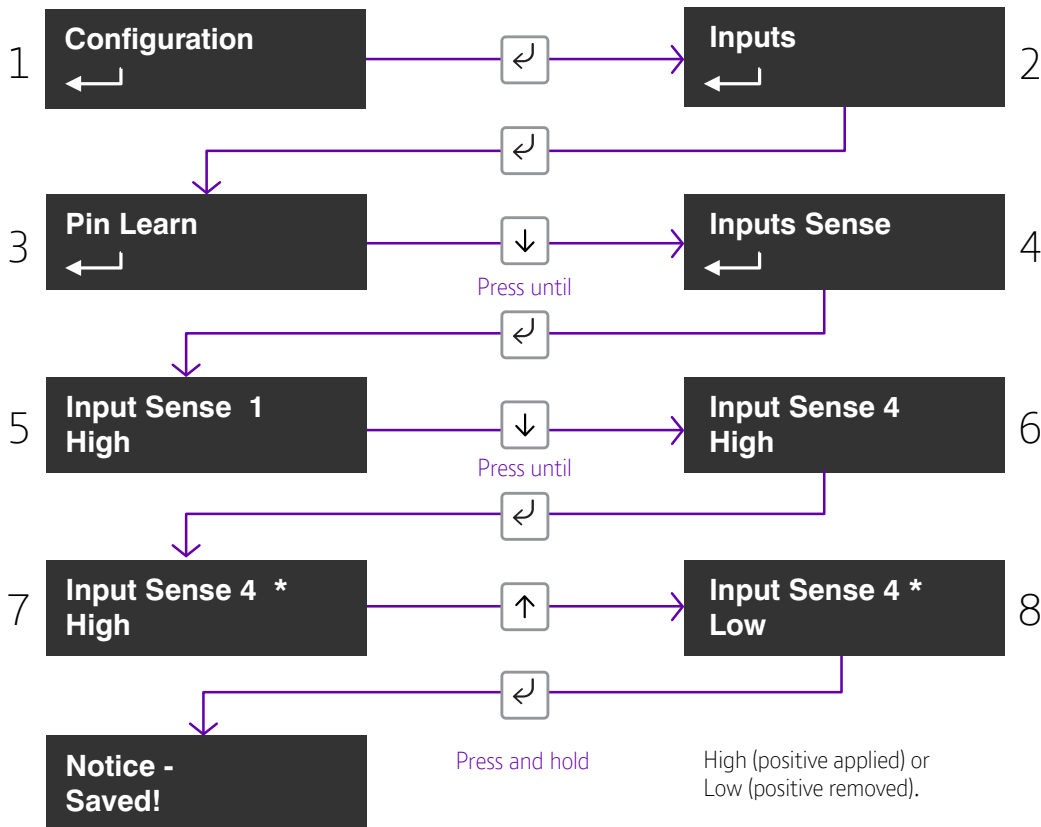 1
Configuration
Inputs
2
3
Pin Learn
Press until
Inputs Sense
4
5
Input Sense  1
High
Press until
Input Sense 4
High
6
7
Input Sense 4  *
High
Input Sense 4 *
Low
8
Notice -
Saved!
Press and hold
High (positive applied) or
Low (positive removed).